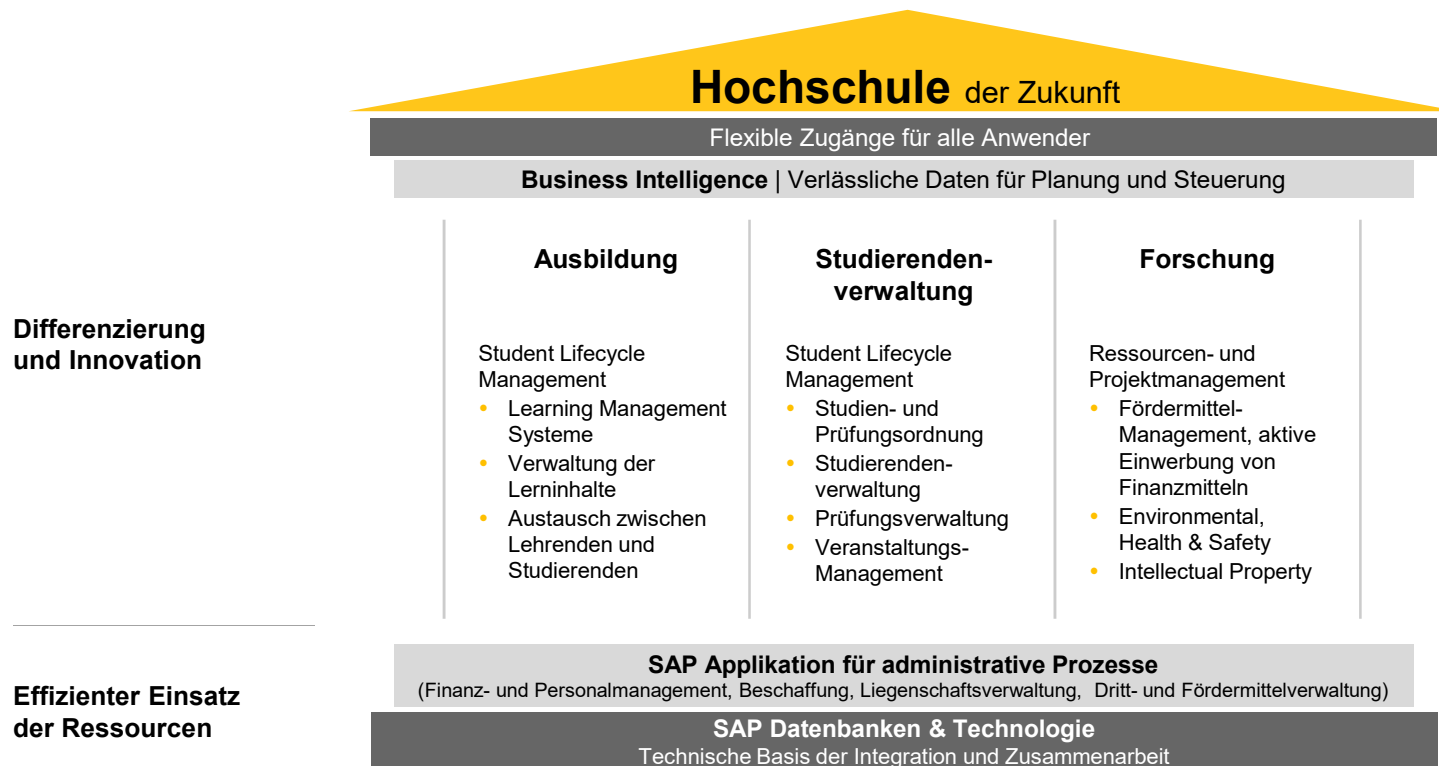 Hochschule der Zukunft
Flexible Zugänge für alle Anwender
Business Intelligence | Verlässliche Daten für Planung und Steuerung
Differenzierung
und Innovation
Ausbildung
Student Lifecycle
Management
• Learning Management
Systeme
• Verwaltung der
Lerninhalte
• Austausch zwischen
Lehrenden und
Studierenden
Studierenden-
verwaltung
Student Lifecycle
Management
• Studien- und
Prüfungsordnung
• Studierenden-
verwaltung
• Prüfungsverwaltung
• Veranstaltungs-
Management
Forschung
Ressourcen- und
Projektmanagement
• Fördermittel-
Management, aktive
Einwerbung von
Finanzmitteln
• Environmental,
Health & Safety
• Intellectual Property
Effizienter Einsatz
der Ressourcen
SAP Applikation für administrative Prozesse
(Finanz- und Personalmanagement, Beschaffung, Liegenschaftsverwaltung, Dritt- und Fördermittelverwaltung)
SAP Datenbanken & Technologie
Technische Basis der Integration und Zusammenarbeit